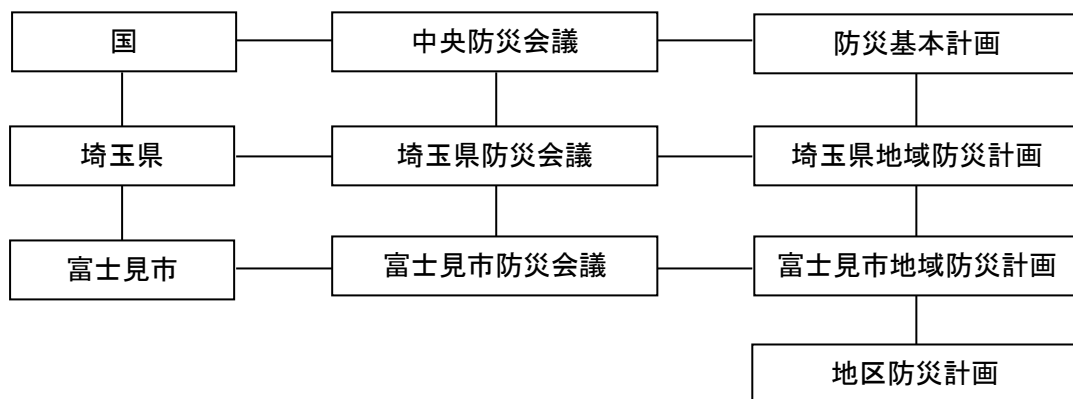 国
中央防災会議
防災基本計画
埼玉県
埼玉県防災会議
埼玉県地域防災計画
富士見市
富士見市防災会議
富士見市地域防災計画
地区防災計画